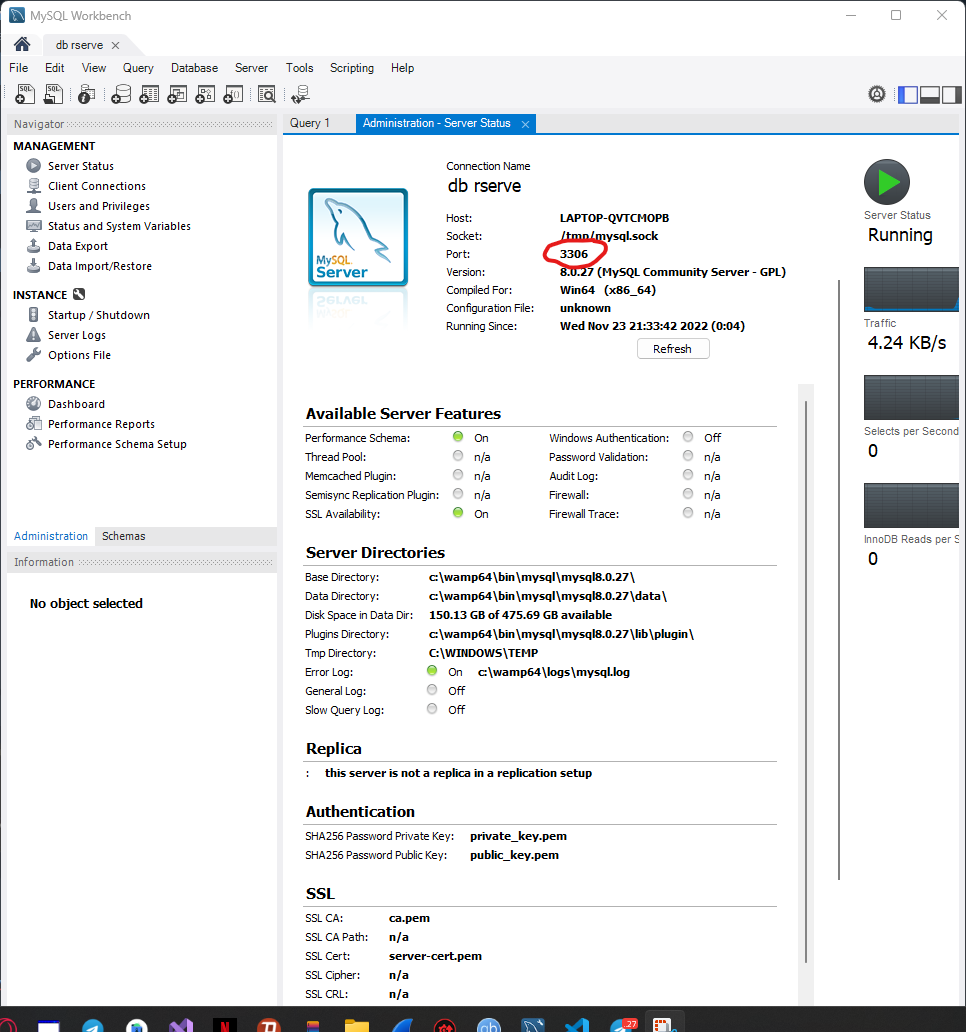 MySQL Workbench
db rserve
File Edit View Query Database Server Tools Scripting Help
Navigator
MANAGEMENT
Server Status
Client Connections
Users and Privileges
Status and System Variables
Data Export
Data Import/Restore
INSTANCE
Startup / Shutdown
Server Logs
Options File
PERFORMANCE
Dashboard
Performance Reports
Performance Schema Setup
Administration Schemas
Information
No object selected
Query 1 Administration - Server Status
MySQL
Server
Connection Name
db rserve
Host: LAPTOP-QVTCMOPB
Socket: /tmp/mysql.sock
Port: 3306
Version: 8.0.27 (MySQL Community Server - GPL)
Compiled For: Win64 (x86_64)
Configuration File: unknown
Running Since: Wed Nov 23 21:33:42 2022 (0:04)
Refresh
Available Server Features
Performance Schema: On Windows Authentication: Off
Thread Pool: n/a Password Validation: n/a
Memcached Plugin: n/a Audit Log: n/a
Semisync Replication Plugin: n/a Firewall: n/a
SSL Availability: On Firewall Trace: n/a
Server Directories
Base Directory: c:\wamp64\bin\mysql\mysql8.0.27\
Data Directory: c:\wamp64\bin\mysql\mysql8.0.27\data\
Disk Space in Data Dir: 150.13 GB of 475.69 GB available
Plugins Directory: c:\wamp64\bin\mysql\mysql8.0.27\lib\plugin\
Tmp Directory: C:\WINDOWS\TEMP
Error Log: On c:\wamp64\logs\mysql.log
General Log: Off
Slow Query Log: Off
Replica
: this server is not a replica in a replication setup
Authentication
SHA256 Password Private Key: private_key.pem
SHA256 Password Public Key: public_key.pem
SSL
SSL CA: ca.pem
SSL CA Path: n/a
SSL Cert: server-cert.pem
SSL Cipher: n/a
SSL CRL: n/a
Server Status
Running
Traffic
4.24 KB/s
Selects per Second
0
InnoDB Reads per S
0
27